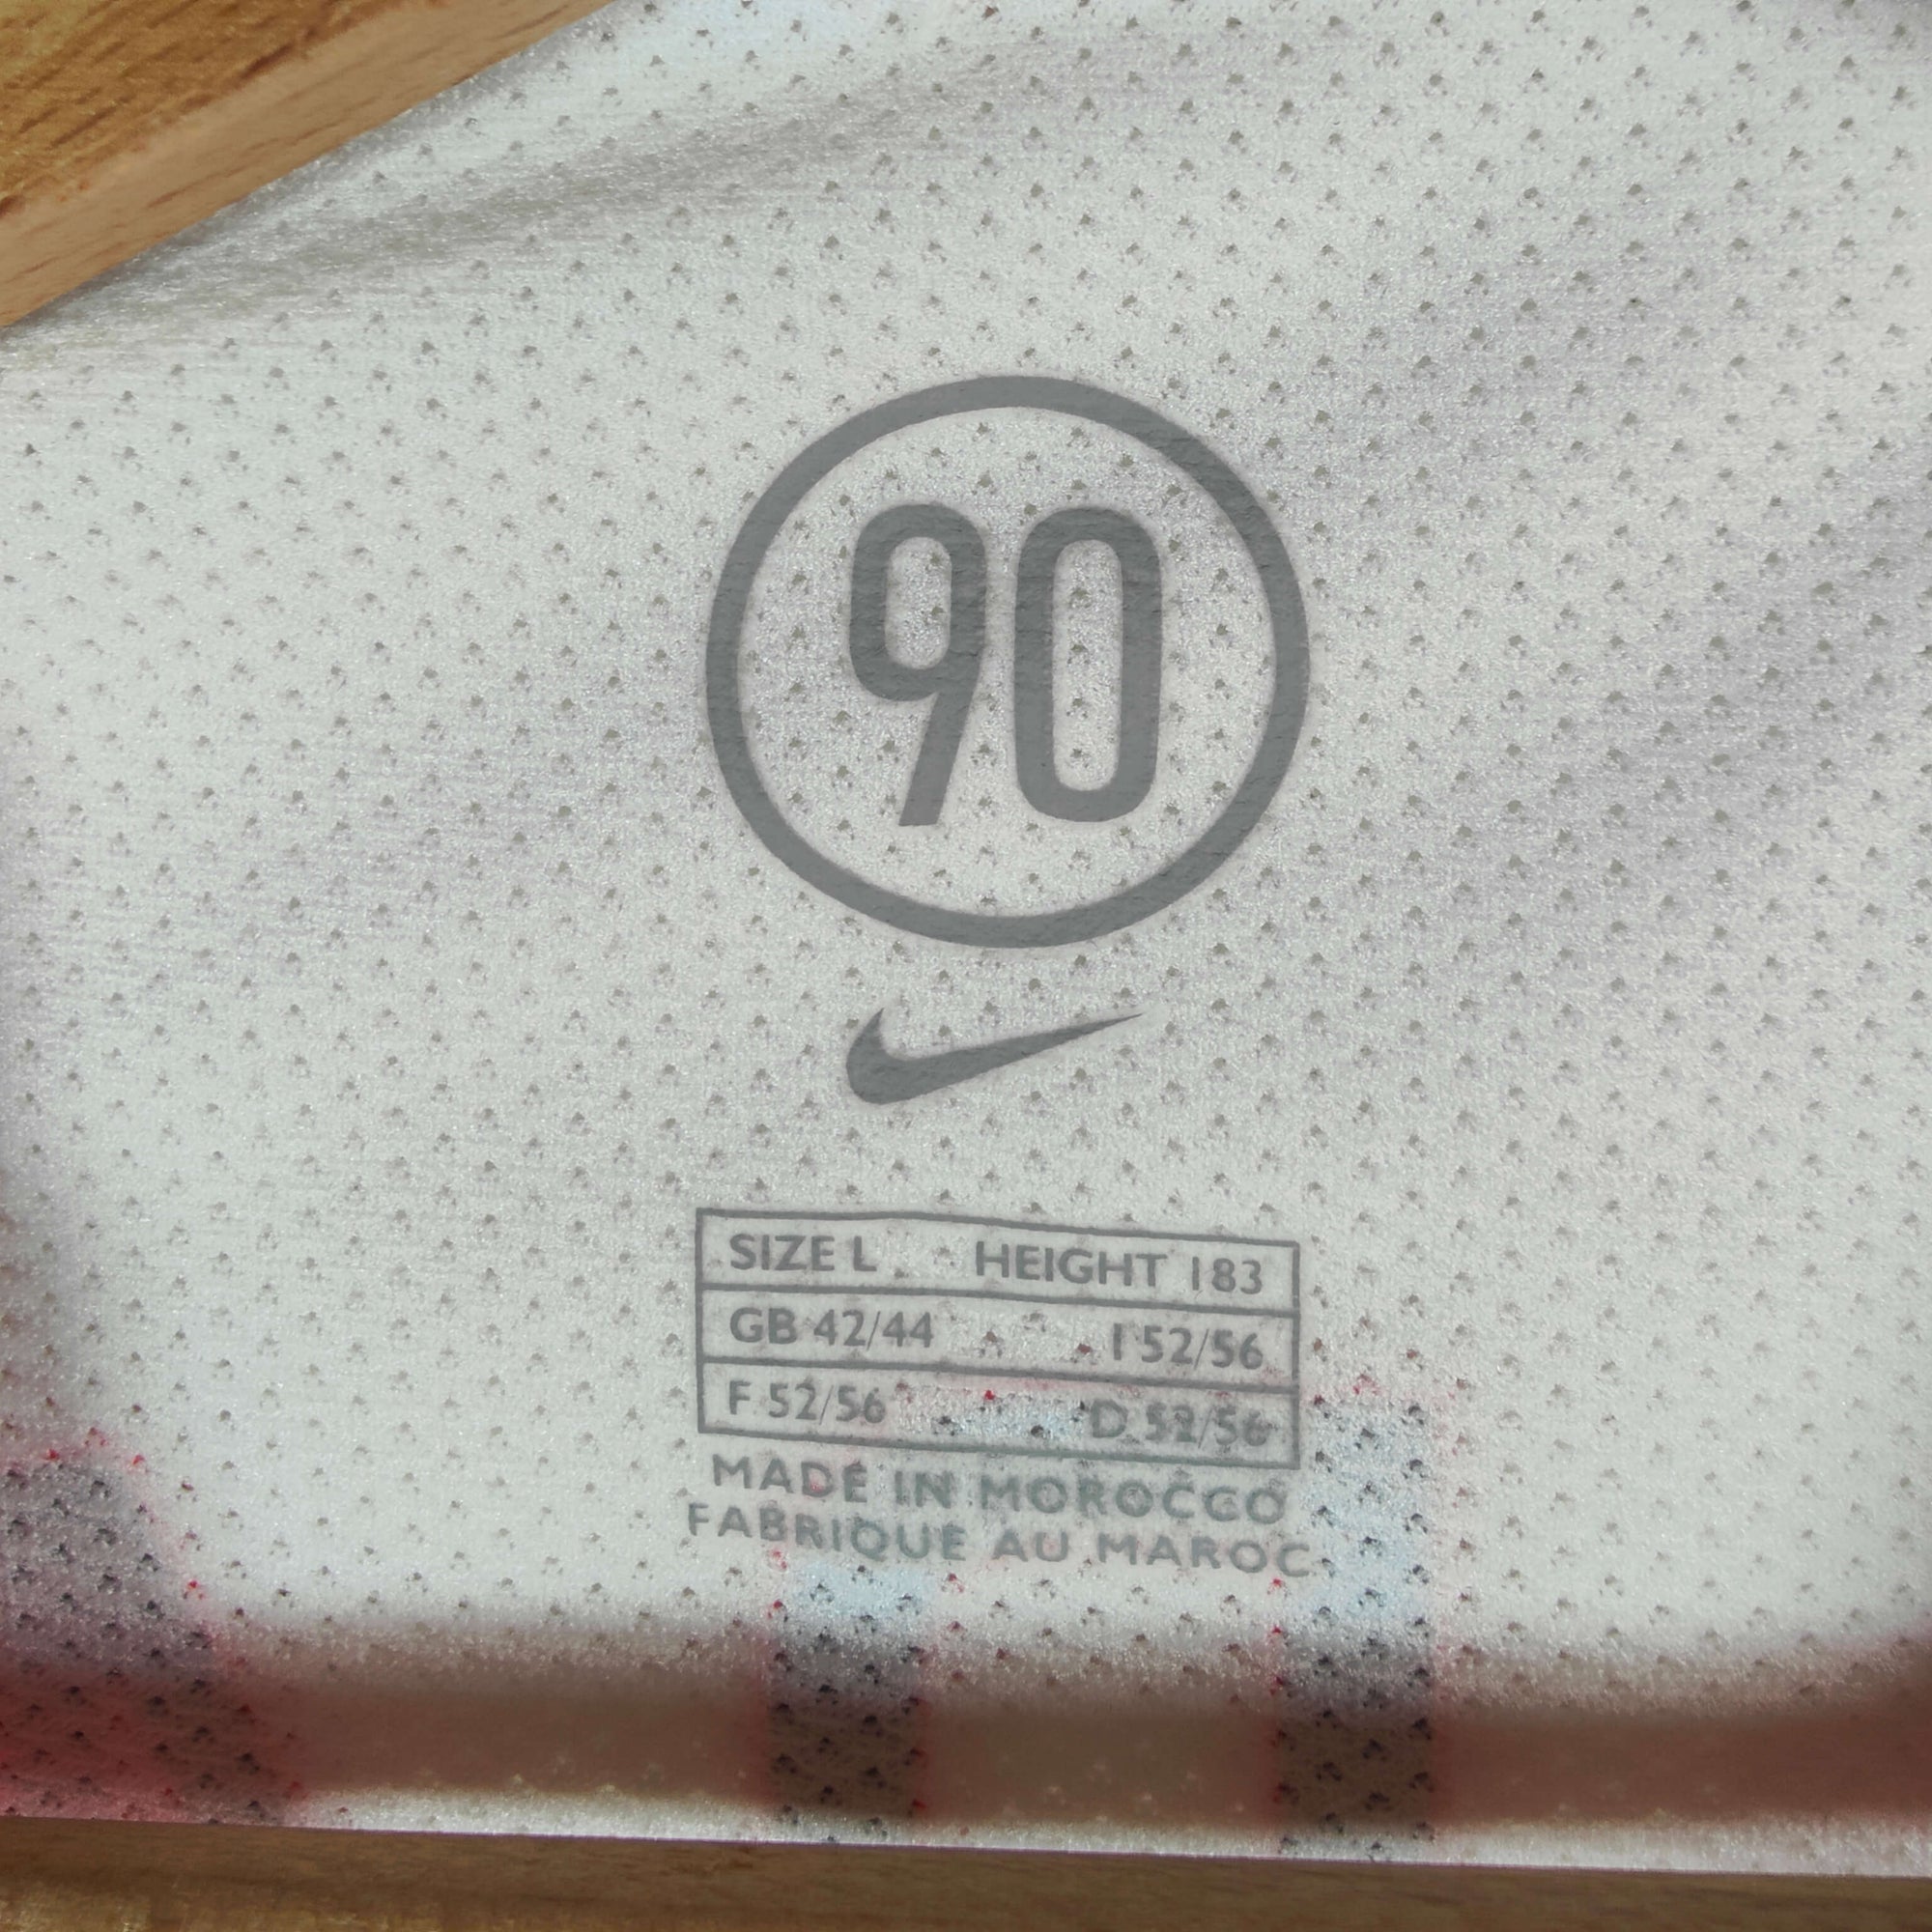 90
SIZE L HEIGHT 183
GB 42/44 I 52/56
F 52/56 D 52/56
MADE IN MOROCCO
FABRIQUE AU MAROC